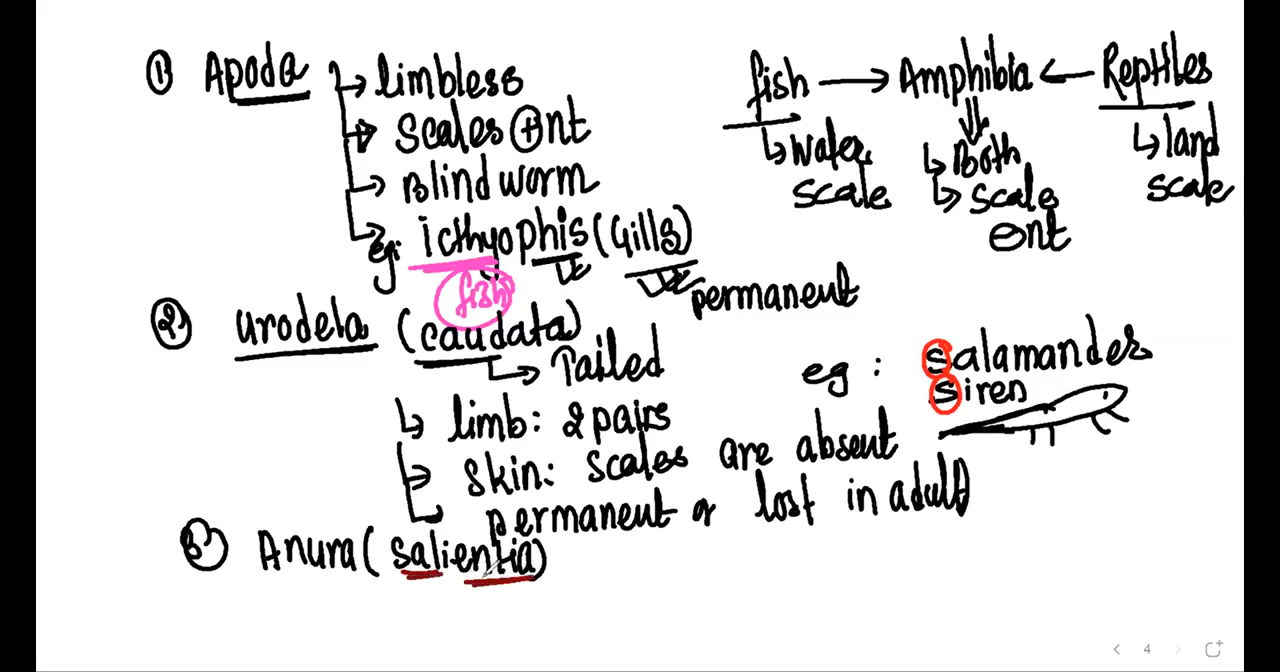 ① Apoda → limbless
→ scales ⊕nt
→ Blind worm
→ eg: icthyophis (Gills)
fish
permanent
fish → Amphibia ← Reptiles
↳ water scale
↳ Both
↳ scale ⊖nt
↳ land scale
② urodela (caudata)
↳ Tailed
↳ limb: 2 pairs
→ skin: scales are absent
permanent or lost in adult
eg : Salamander
Siren
③ Anura (salientia)
4